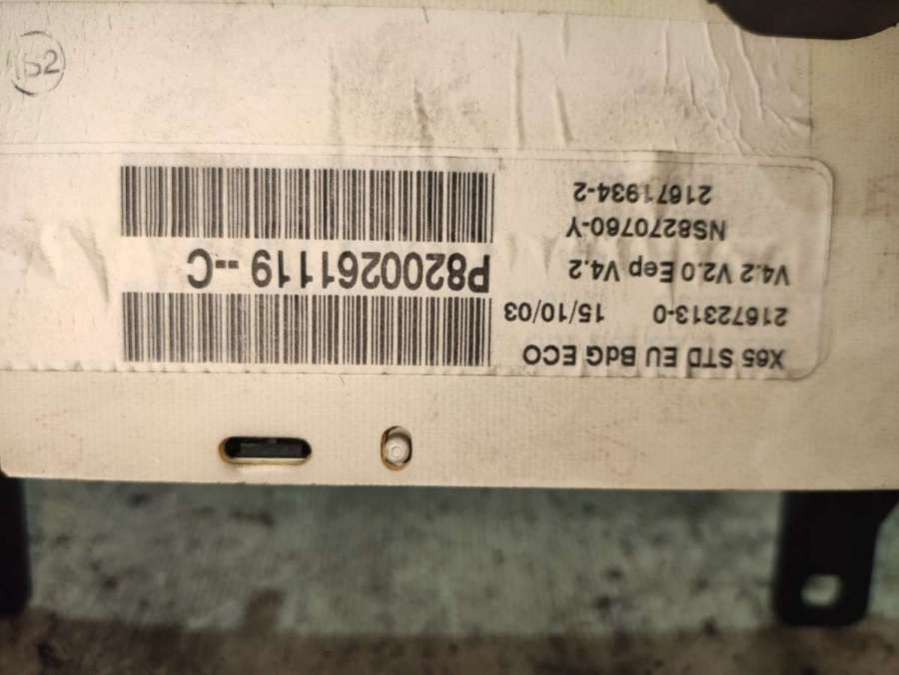 X65 STD EU BdG ECO
21672313-0 15/10/03
V4.2 V2.0 Eep V4.2
NS8270760-Y
21671934-2
P8200261119 --C
52